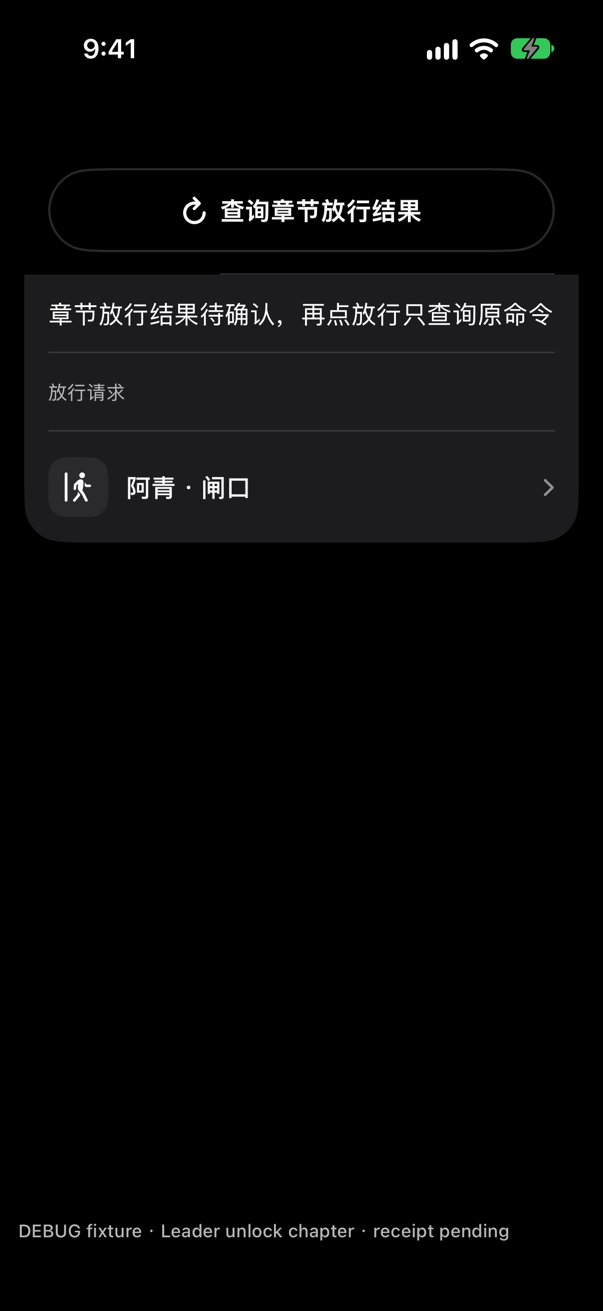 9:41
查询章节放行结果
章节放行结果待确认，再点放行只查询原命令
放行请求
阿青 · 闸口
DEBUG fixture · Leader unlock chapter · receipt pending